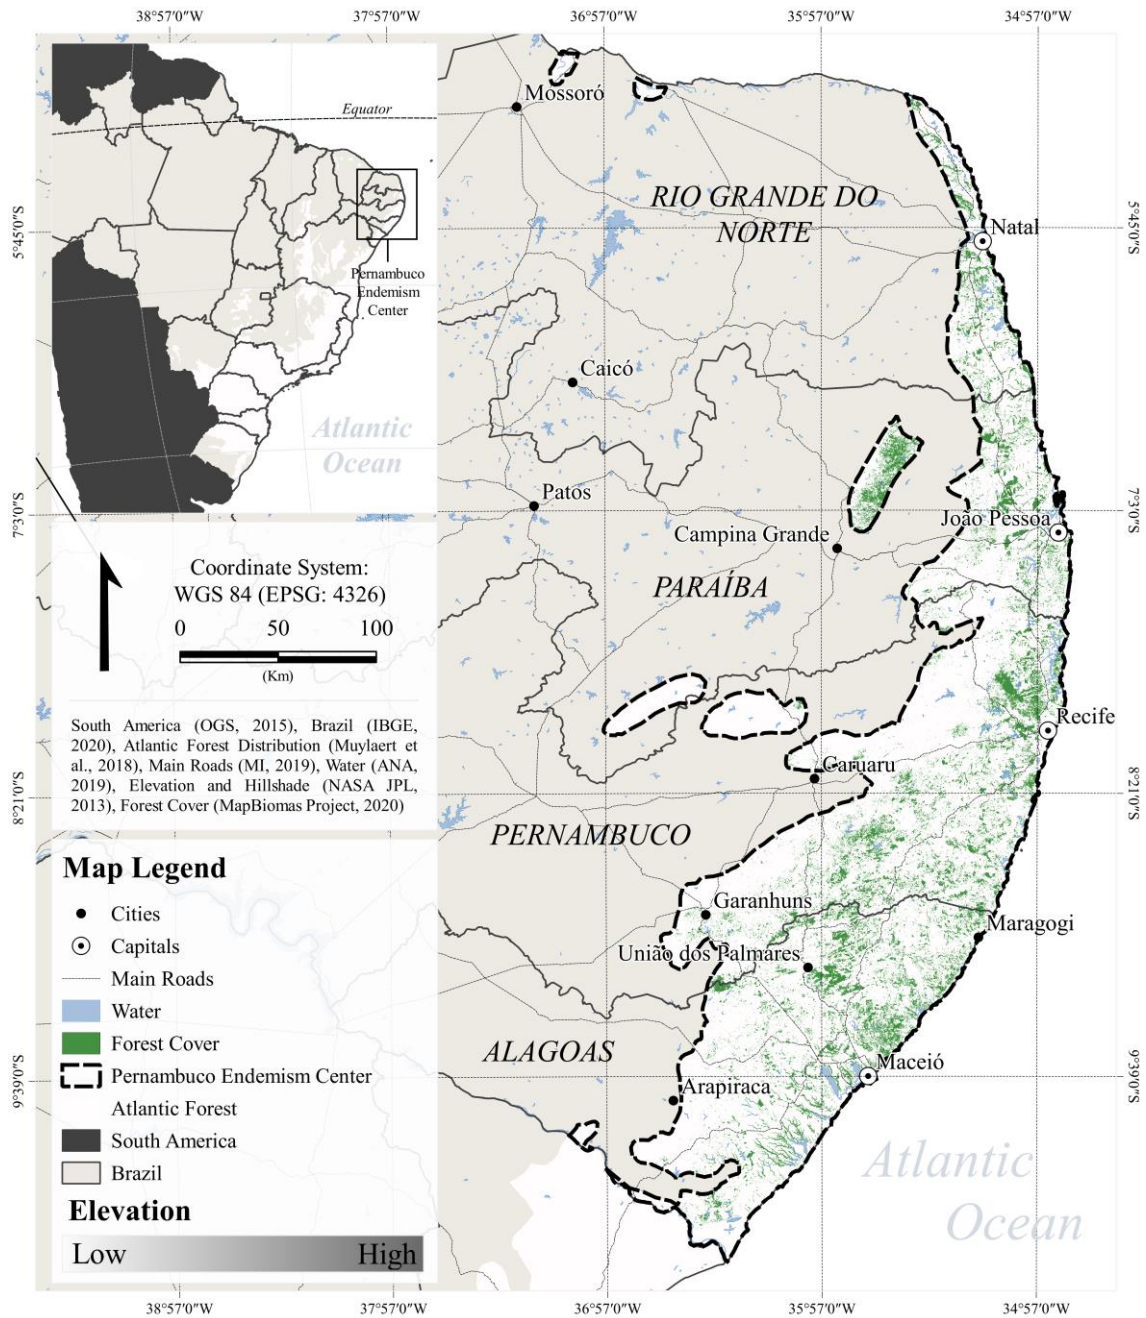 38°57'0"W
37°57'0"W
36°57'0"W
35°57'0"W
34°57'0"W
Equator
Pernambuco
Endemism
Center
Atlantic
Ocean
5°45'0"S
7°3'0"S
8°21'0"S
9°39'0"S
Coordinate System:
WGS 84 (EPSG: 4326)
0 50 100
(Km)
South America (OGS, 2015), Brazil (IBGE,
2020), Atlantic Forest Distribution (Muylaert
et al., 2018), Main Roads (MI, 2019), Water (ANA,
2019), Elevation and Hillshade (NASA JPL,
2013), Forest Cover (MapBiomas Project, 2020)
Map Legend
Cities
Capitals
Main Roads
Water
Forest Cover
Pernambuco Endemism Center
Atlantic Forest
South America
Brazil
Elevation
Low High
Mossoró
RIO GRANDE DO
NORTE
Natal
Caicó
Patos
Campina Grande
João Pessoa
PARAÍBA
Recife
Caruaru
PERNAMBUCO
Garanhuns
Maragogi
União dos Palmares
ALAGOAS
Maceió
Arapiraca
Atlantic
Ocean
5°45'0"S
7°3'0"S
8°21'0"S
9°39'0"S
38°57'0"W
37°57'0"W
36°57'0"W
35°57'0"W
34°57'0"W